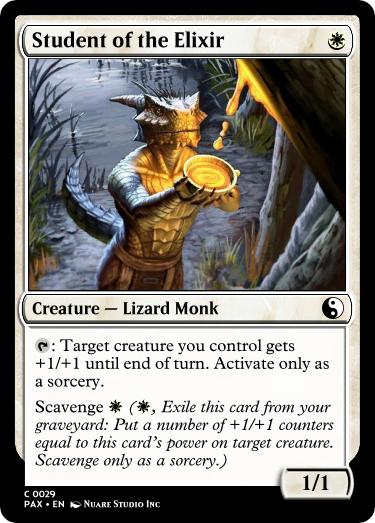 Student of the Elixir
Creature — Lizard Monk
: Target creature you control gets
+1/+1 until end of turn. Activate only as
a sorcery.
Scavenge (, Exile this card from your
graveyard: Put a number of +1/+1 counters
equal to this card's power on target creature.
Scavenge only as a sorcery.)
1/1
C 0029
PAX • EN Nuare Studio Inc